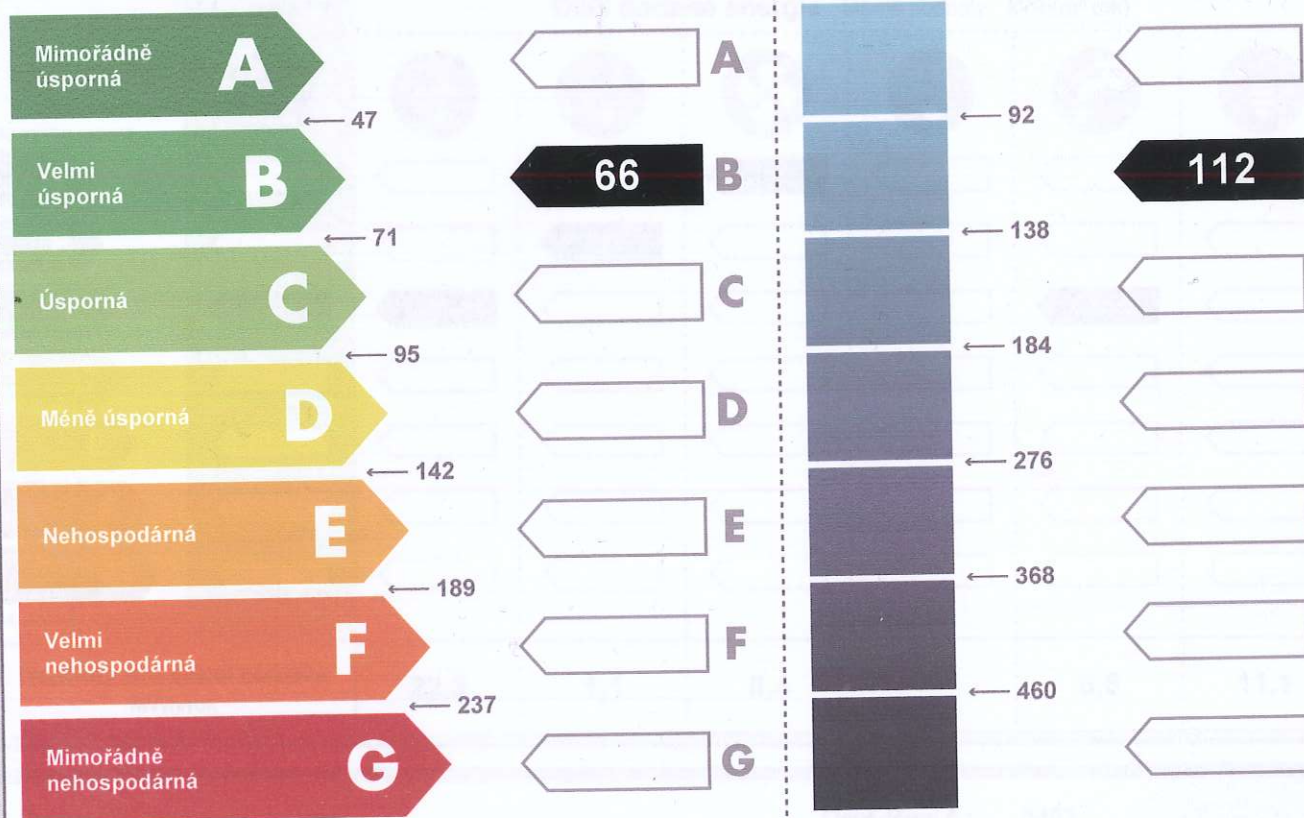 Mimořádně
úsporná
A
A
47
92
Velmi
úsporná
B
66
B
112
71
138
Úsporná
C
C
95
184
Méně úsporná
D
D
142
276
Nehospodárná
E
E
189
368
Velmi
nehospodárná
F
F
237
460
Mimořádně
nehospodárná
G
G